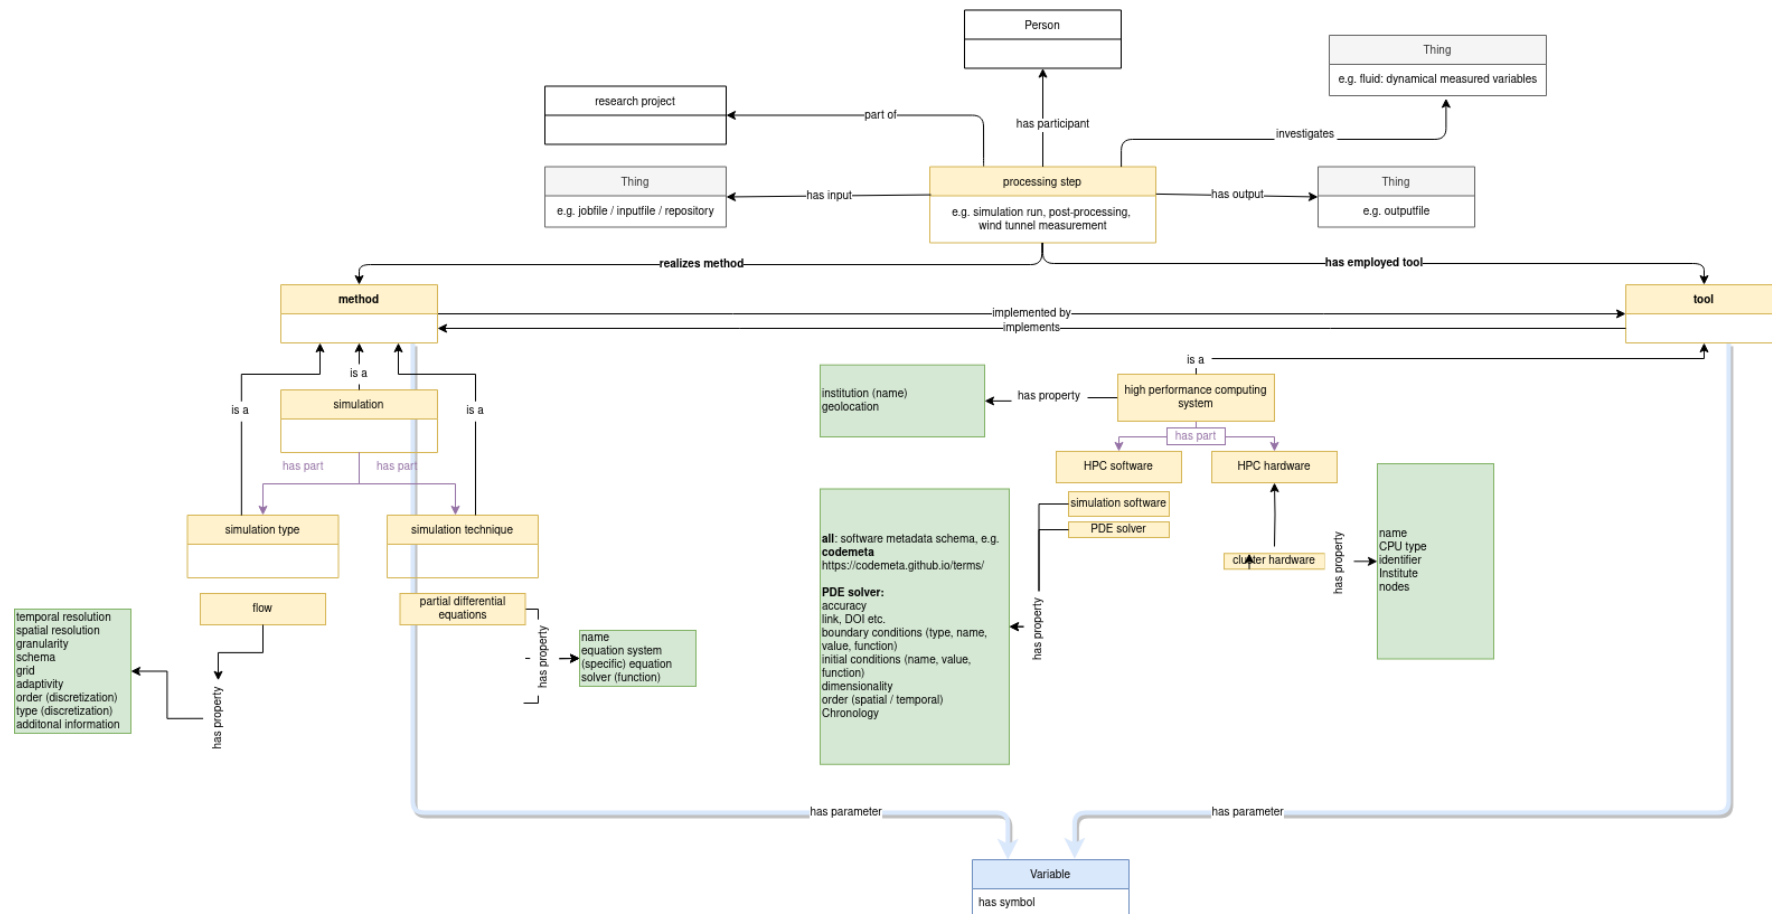 Person
Thing
e.g. fluid: dynamical measured variables
research project
part of
has participant
investigates
Thing
e.g. jobfile / inputfile / repository
has input
processing step
e.g. simulation run, post-processing,
wind tunnel measurement
has output
Thing
e.g. outputfile
realizes method
has employed tool
method
tool
implemented by
implements
is a
is a
is a
simulation
has part
has part
simulation type
simulation technique
flow
partial differential
equations
temporal resolution
spatial resolution
granularity
schema
grid
adaptivity
order (discretization)
type (discretization)
additonal information
has property
has property
name
equation system
(specific) equation
solver (function)
is a
institution (name)
geolocation
has property
high performance computing
system
has part
HPC software
HPC hardware
simulation software
PDE solver
cluster hardware
all: software metadata schema, e.g.
codemeta
https://codemeta.github.io/terms/
PDE solver:
accuracy
link, DOI etc.
boundary conditions (type, name,
value, function)
initial conditions (name, value,
function)
dimensionality
order (spatial / temporal)
Chronology
has property
has property
name
CPU type
identifier
Institute
nodes
has parameter
has parameter
Variable
has symbol